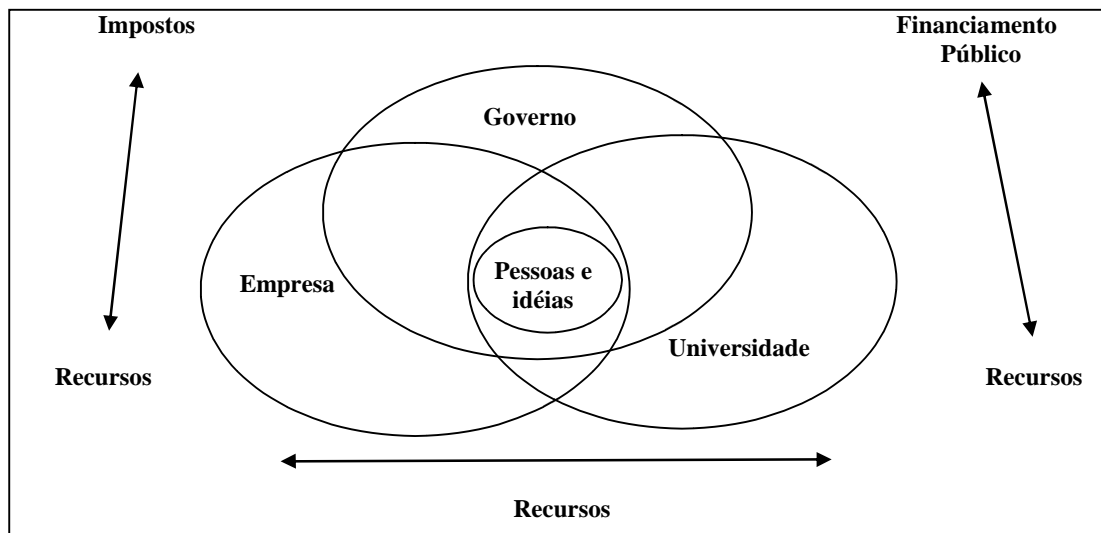 Impostos
Financiamento
Público
Governo
Empresa
Pessoas e
idéias
Universidade
Recursos
Recursos
Recursos